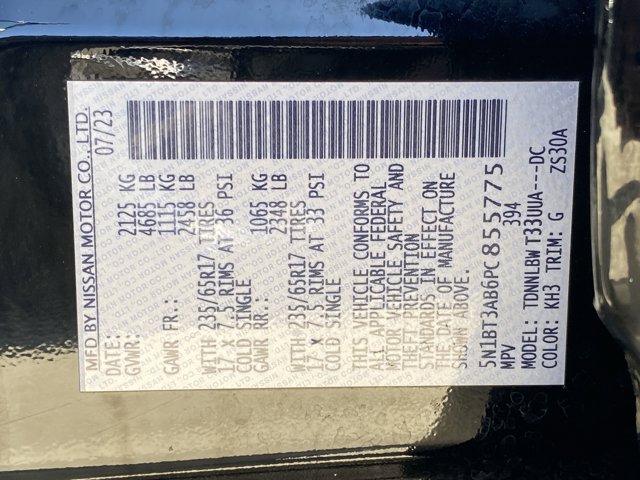 MFD BY NISSAN MOTOR CO., LTD.
DATE: 07/23
GVWR: 2125 KG
4685 LB
GAWR FR.: 1115 KG
2458 LB
WITH 235/65R17 TIRES
17 X 7.5 RIMS AT 36 PSI
COLD SINGLE
GAWR RR.: 1065 KG
2348 LB
WITH 235/65R17 TIRES
17 X 7.5 RIMS AT 33 PSI
COLD SINGLE
THIS VEHICLE CONFORMS TO
ALL APPLICABLE FEDERAL
MOTOR VEHICLE SAFETY AND
THEFT PREVENTION
STANDARDS IN EFFECT ON
THE DATE OF MANUFACTURE
SHOWN ABOVE.
5N1BT3AB6PC855775
MPV 394
MODEL: TDNNLBW T33UUA---DC
COLOR: KH3 TRIM: G ZS30A